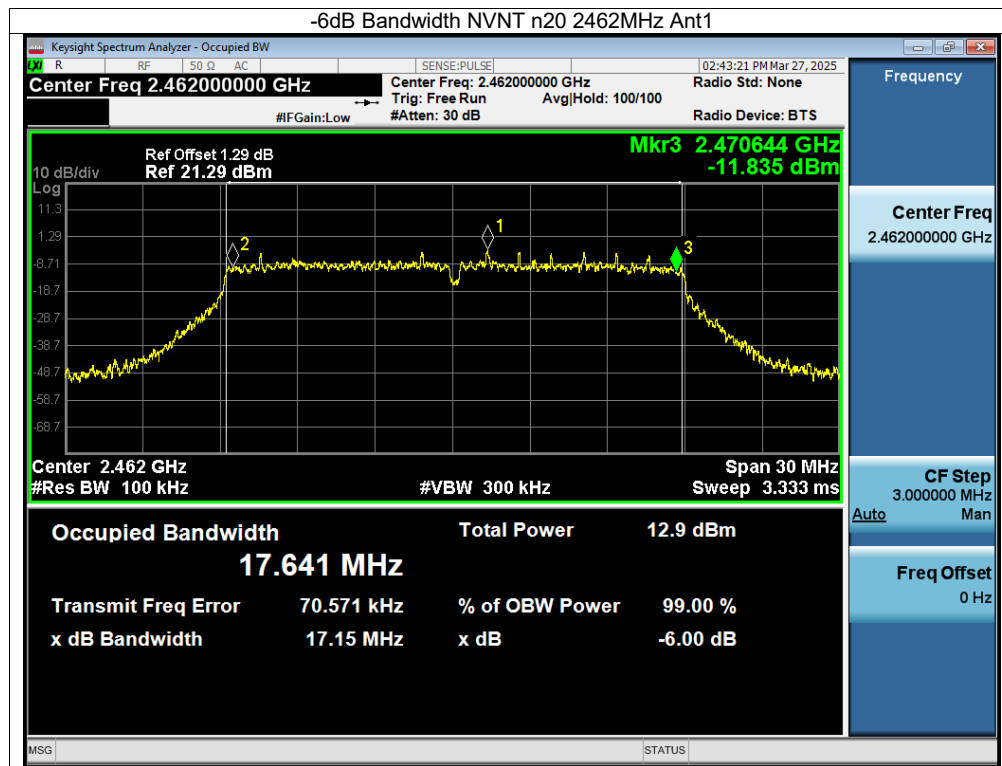 -6dB Bandwidth NVNT n20 2462MHz Ant1
Keysight Spectrum Analyzer - Occupied BW
LXI R RF 50 Ω AC SENSE:PULSE 02:43:21 PM Mar 27, 2025
Center Freq 2.462000000 GHz Center Freq: 2.462000000 GHz Radio Std: None
Trig: Free Run Avg|Hold: 100/100
#IFGain:Low #Atten: 30 dB Radio Device: BTS
Frequency
Mkr3 2.470644 GHz
-11.835 dBm
Ref Offset 1.29 dB
10 dB/div Ref 21.29 dBm
Log
11.3
1.29
-8.71
-18.7
-28.7
-38.7
-48.7
-58.7
-68.7
2
1
3
Center 2.462 GHz Span 30 MHz
#Res BW 100 kHz #VBW 300 kHz Sweep 3.333 ms
Center Freq
2.462000000 GHz
CF Step
3.000000 MHz
Auto Man
Freq Offset
0 Hz
Occupied Bandwidth Total Power 12.9 dBm
17.641 MHz
Transmit Freq Error 70.571 kHz % of OBW Power 99.00 %
x dB Bandwidth 17.15 MHz x dB -6.00 dB
MSG STATUS